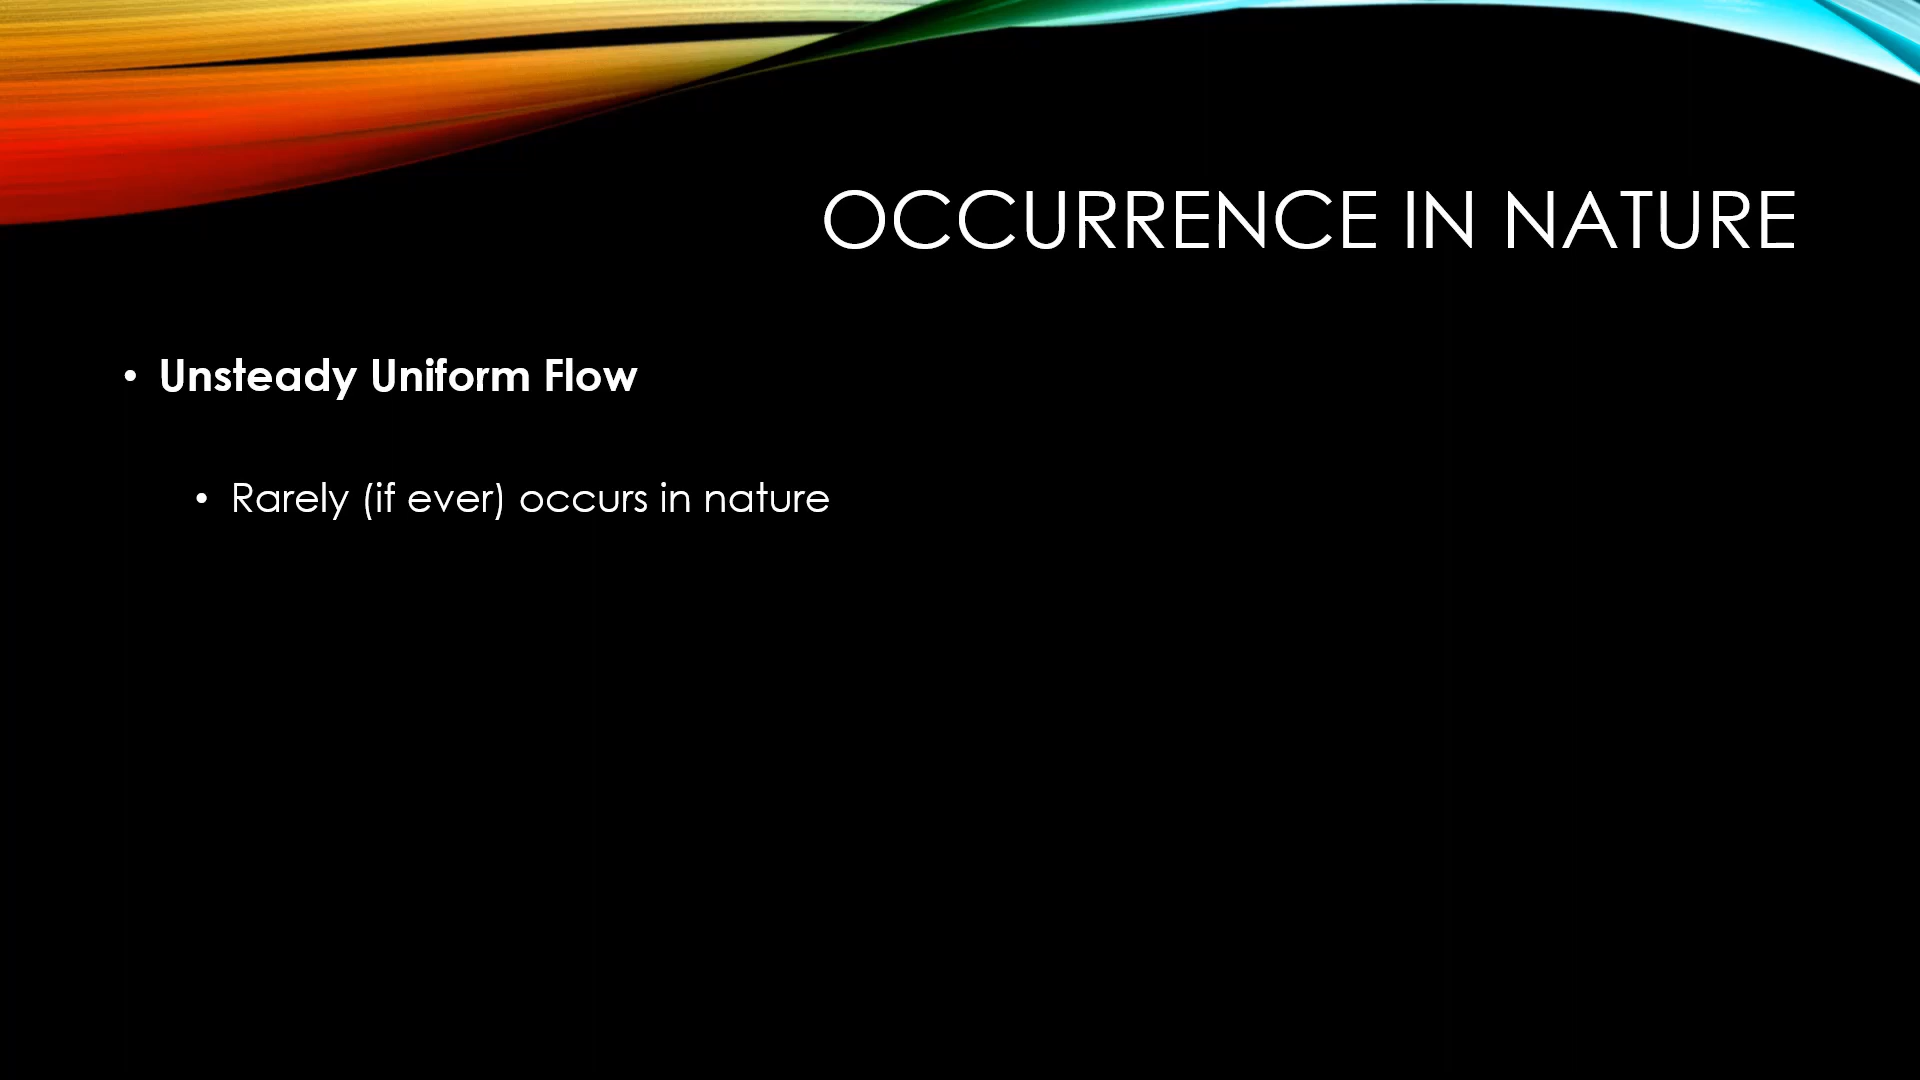 OCCURRENCE IN NATURE
• Unsteady Uniform Flow
• Rarely (if ever) occurs in nature